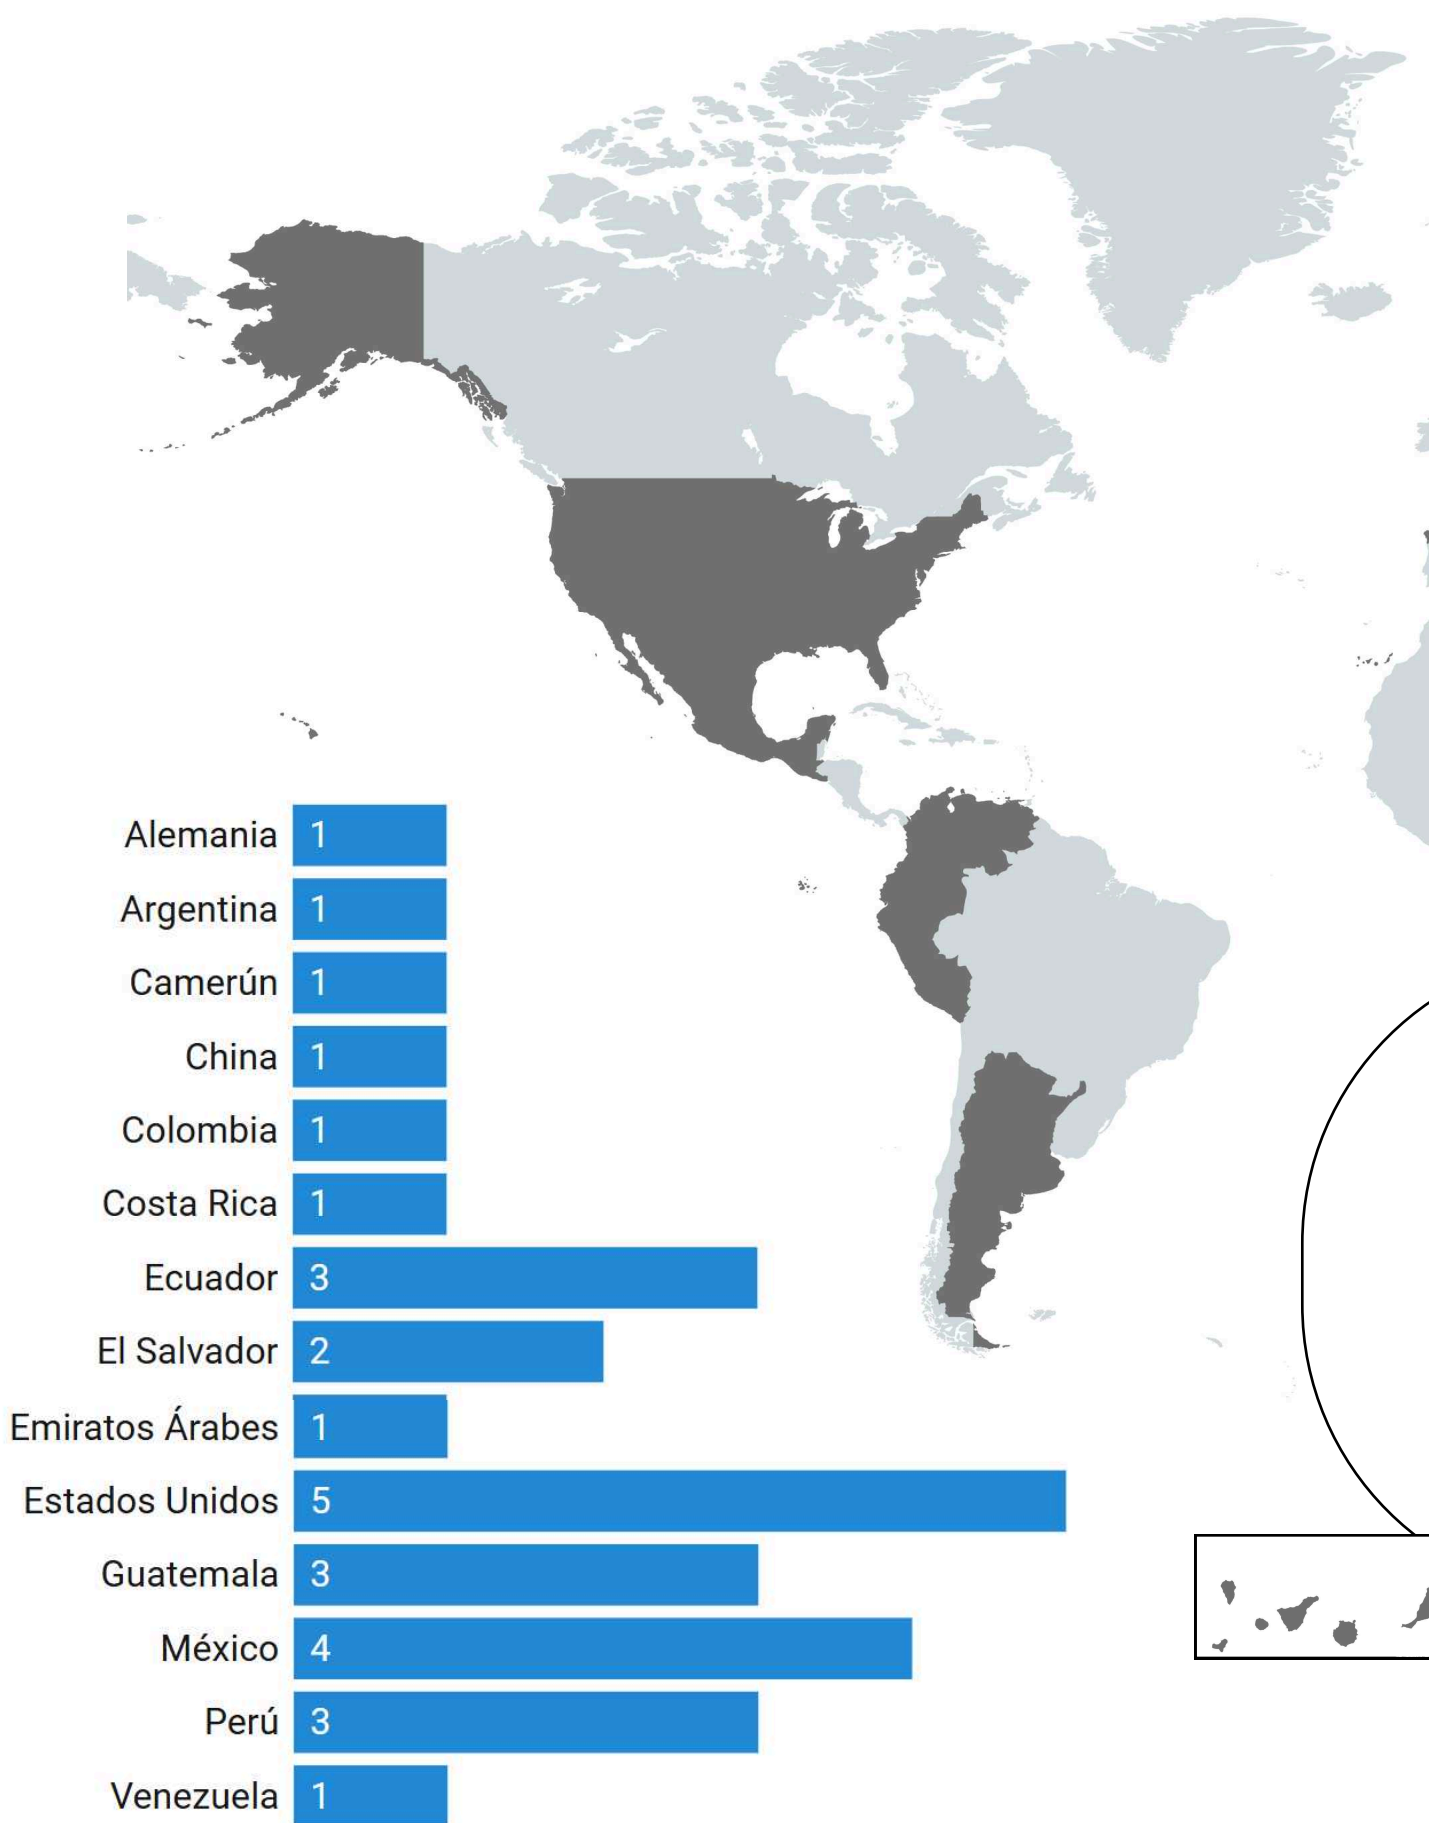 Alemania 1
Argentina 1
Camerún 1
China 1
Colombia 1
Costa Rica 1
Ecuador 3
El Salvador 2
Emiratos Árabes 1
Estados Unidos 5
Guatemala 3
México 4
Perú 3
Venezuela 1